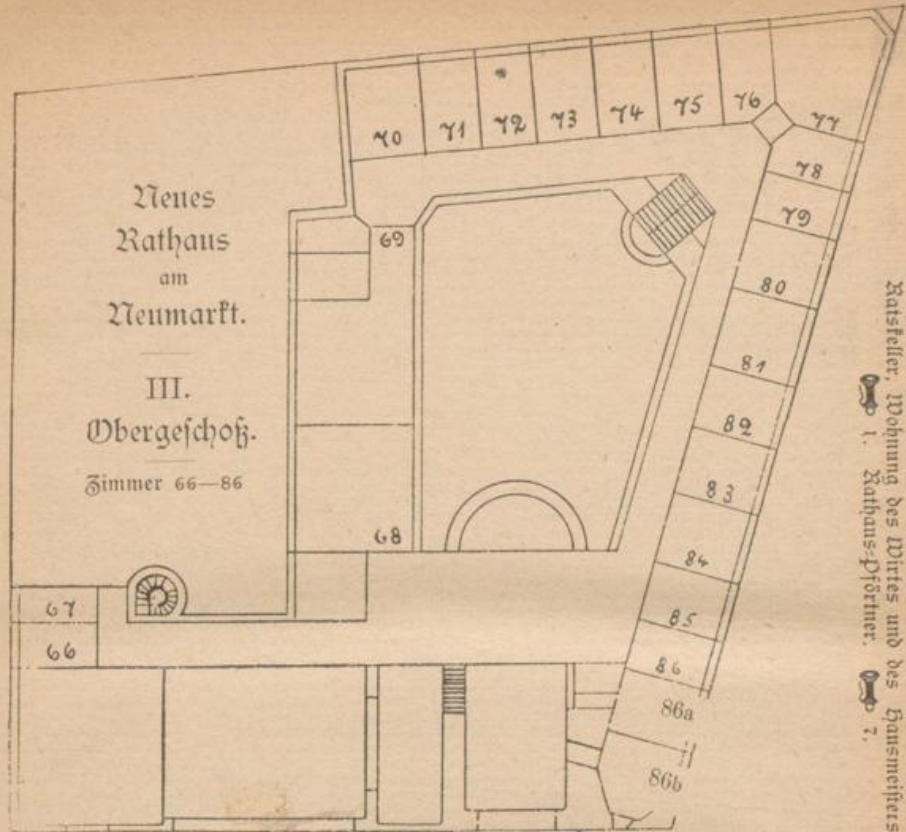 Neues
Rathaus
am
Neumarkt.
III.
Obergeſchoß.
Zimmer 66—86
70 71 72 73 74 75 76 77
78
79
80
81
82
83
84
85
86
86a
86b
69
68
67
66
Ratskeller, Wohnung des Wirtes und des Hausmeisters
1. Rathaus-Pförtner. 7.